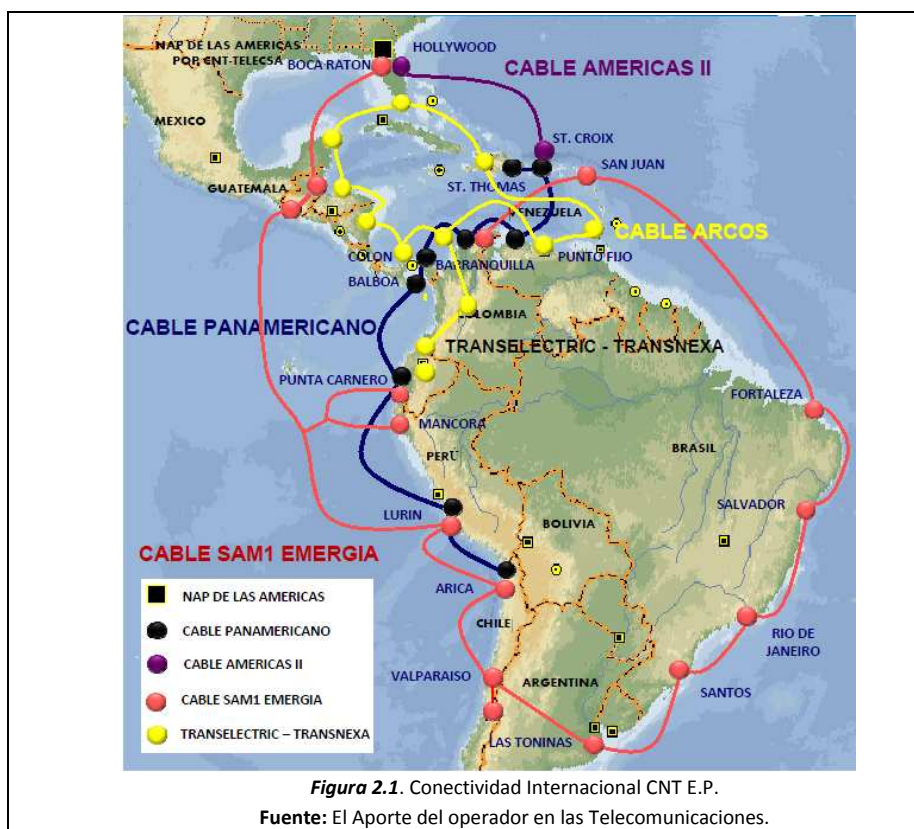 NAP DE LAS AMERICAS
POR CNT-TELECSA
HOLLYWOOD
BOCA RATON
CABLE AMERICAS II
MEXICO
ST. CROIX
SAN JUAN
GUATEMALA
ST. THOMAS
VENEZUELA
CABLE ARCOS
COLON
BARRANQUILLA
PUNTO FIJO
BALBOA
COLOMBIA
CABLE PANAMERICANO
TRANSELECTRIC - TRANSNEXA
PUNTA CARNERO
FORTALEZA
MANCORA
BRASIL
PERÚ
SALVADOR
LURIN
BOLIVIA
CABLE SAM1 EMERGIA
ARICA
NAP DE LAS AMERICAS
CABLE PANAMERICANO
CHILE
RIO DE
JANEIRO
CABLE AMERICAS II
VALPARAISO
ARGENTINA
SANTOS
CABLE SAM1 EMERGIA
TRANSELECTRIC – TRANSNEXA
LAS TONINAS
Figura 2.1. Conectividad Internacional CNT E.P.
Fuente: El Aporte del operador en las Telecomunicaciones.